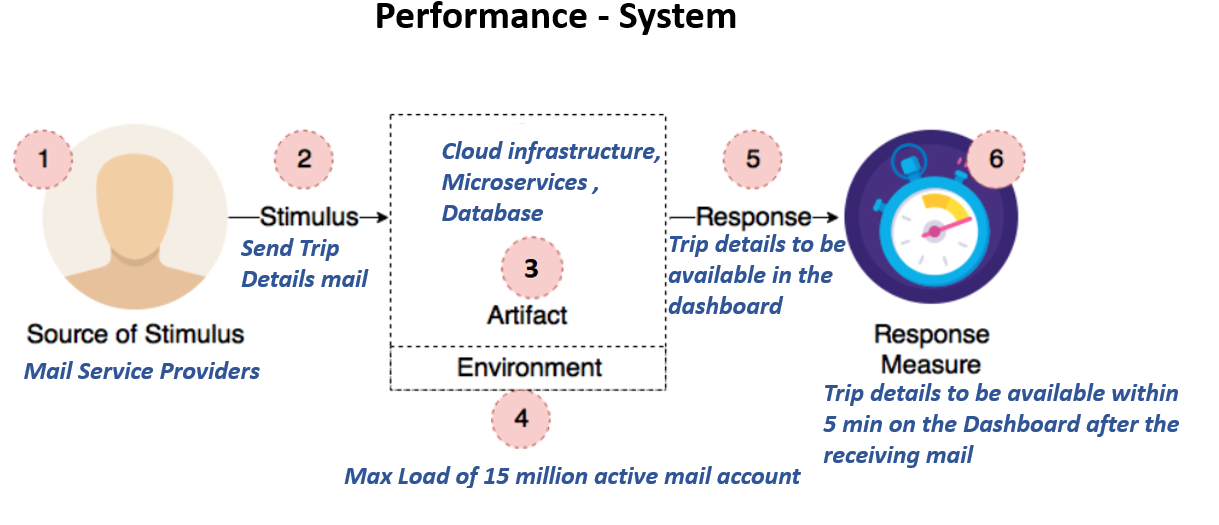 Performance - System
1
2
Cloud infrastructure,
Microservices ,
Database
5
6
Stimulus
Response
Send Trip
Details mail
Trip details to be
available in the
dashboard
3
Artifact
Source of Stimulus
Mail Service Providers
Environment
Response
Measure
4
Trip details to be available within
5 min on the Dashboard after the
receiving mail
Max Load of 15 million active mail account